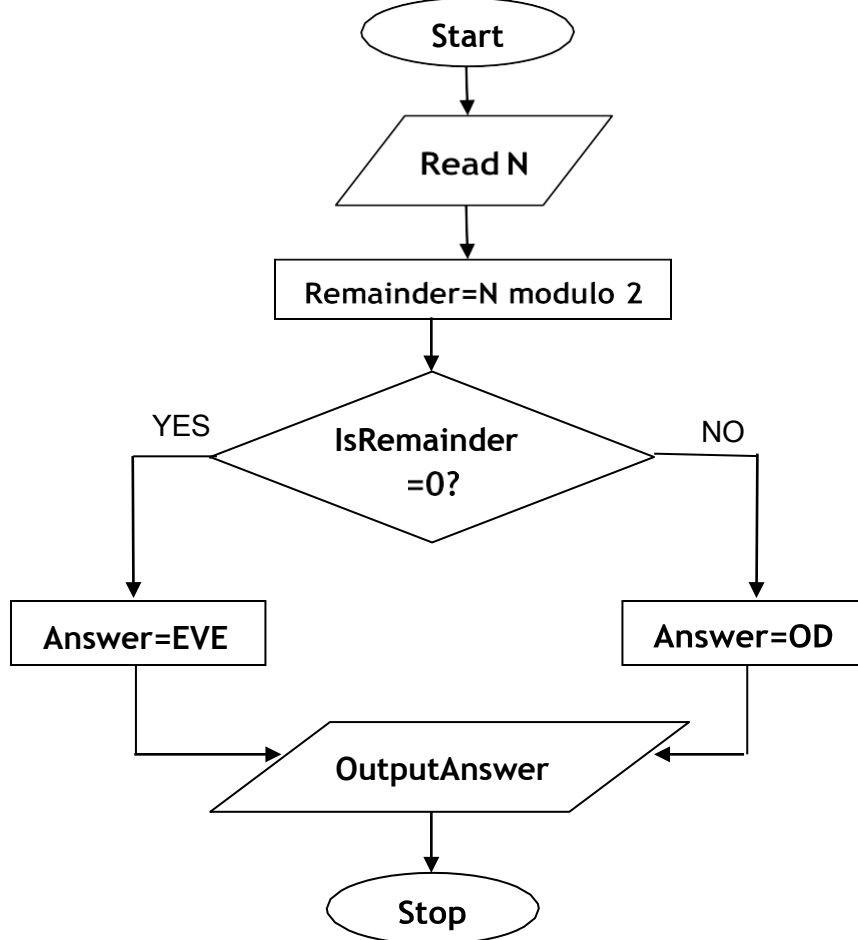 Start
Read N
Remainder=N modulo 2
YES
IsRemainder
=0?
NO
Answer=EVE
Answer=OD
OutputAnswer
Stop